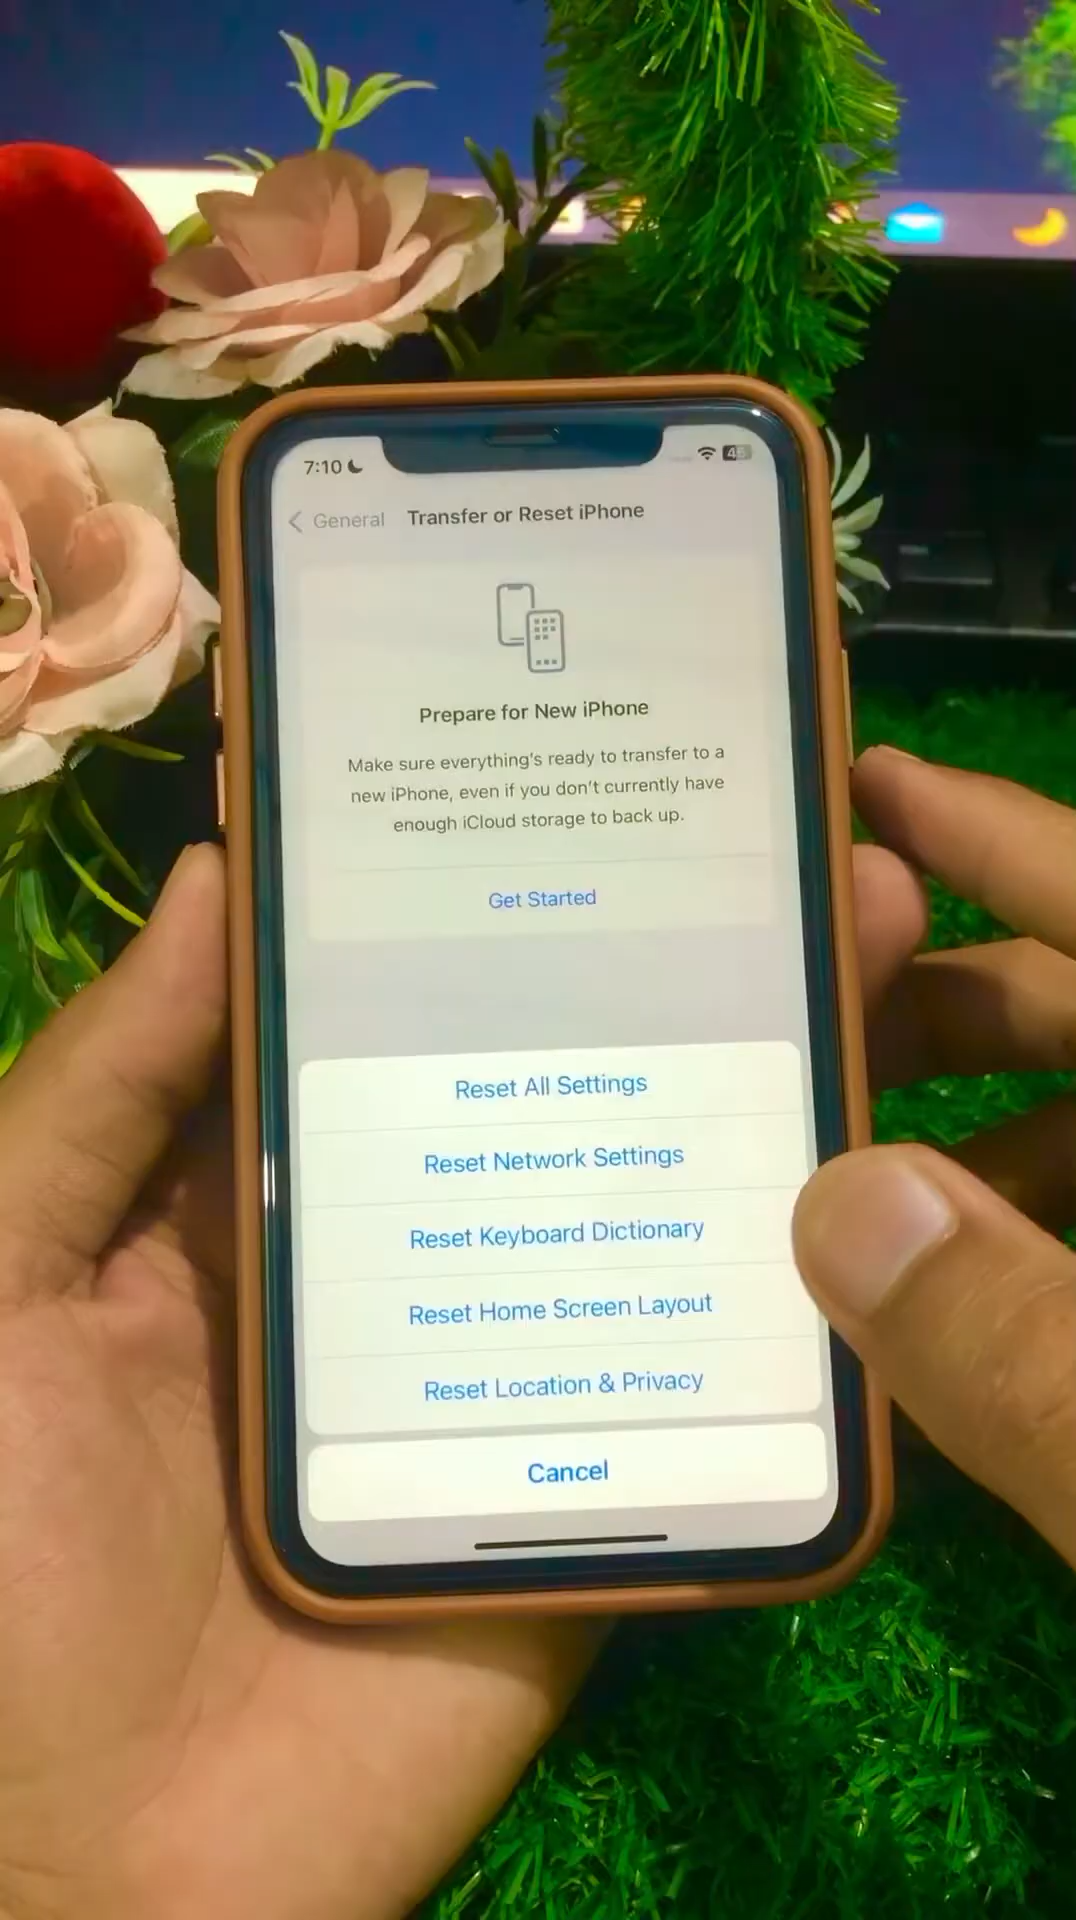 7:10
General
Transfer or Reset iPhone
Prepare for New iPhone
Make sure everything's ready to transfer to a
new iPhone, even if you don't currently have
enough iCloud storage to back up.
Get Started
Reset All Settings
Reset Network Settings
Reset Keyboard Dictionary
Reset Home Screen Layout
Reset Location & Privacy
Cancel